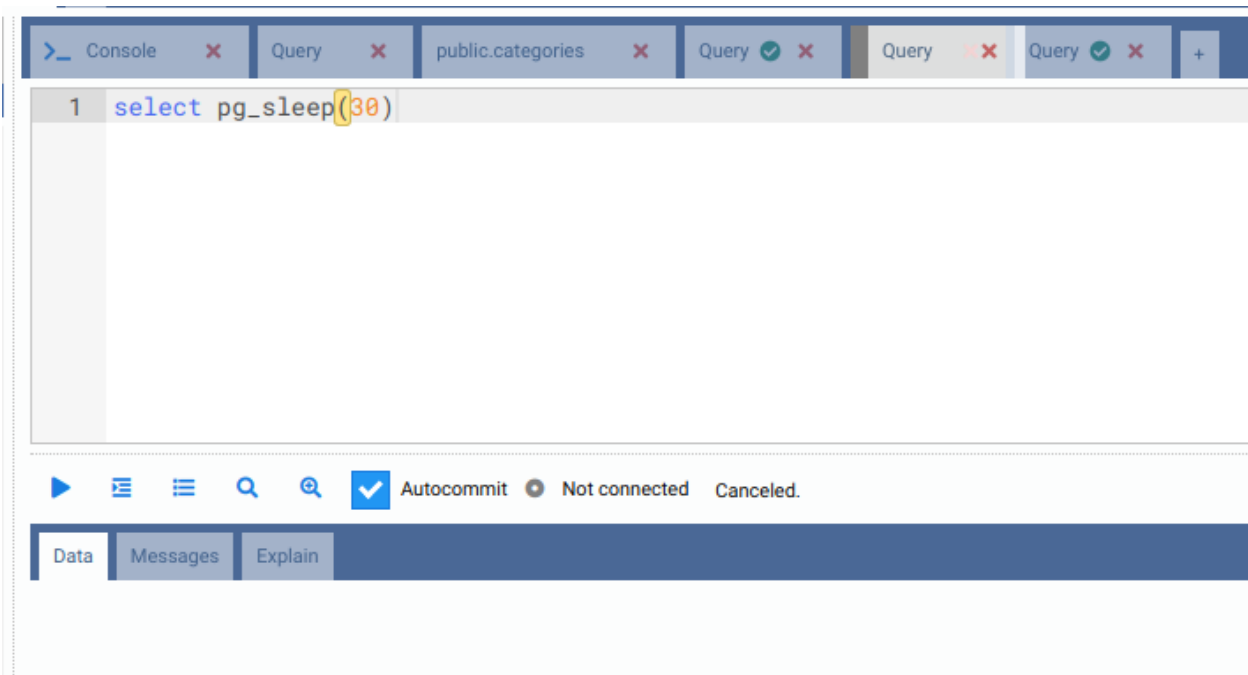 >_ Console Query public.categories Query Query Query +
1 select pg_sleep(30)
Autocommit Not connected Canceled.
Data Messages Explain